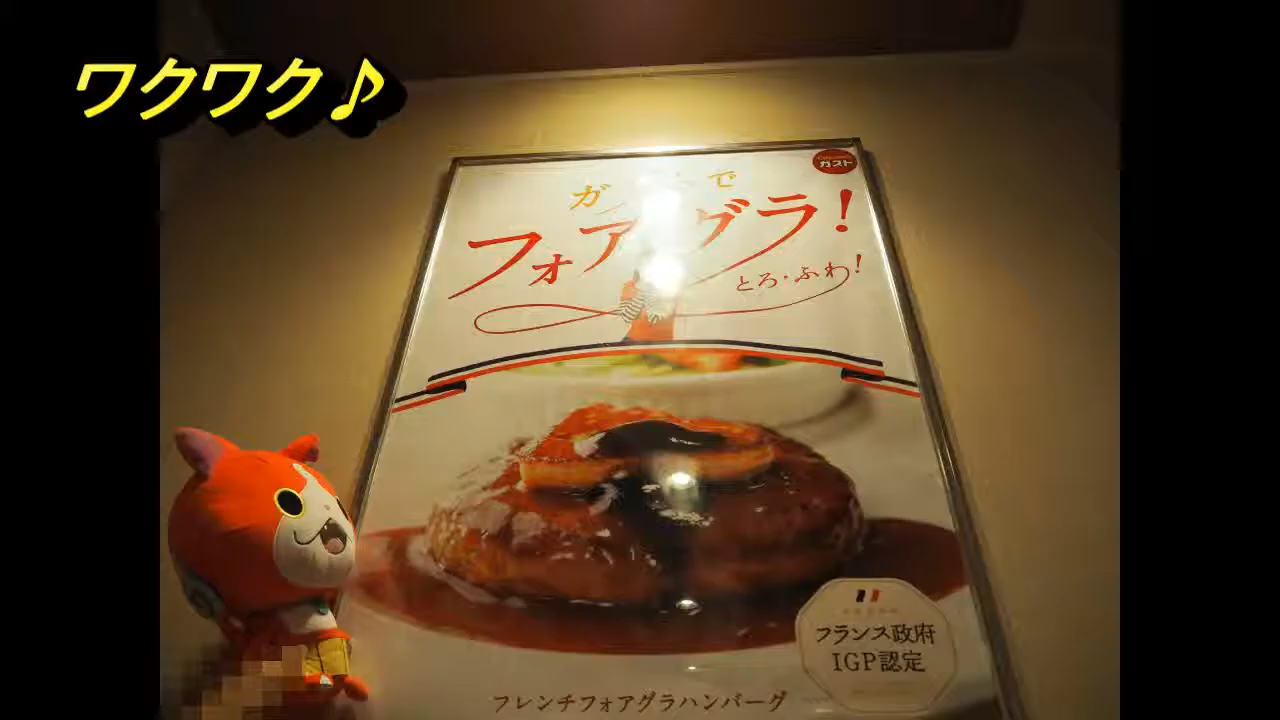 ワクワク♪
ガスト
ガ で
フォアグラ!
とろ・ふわ!
フランス政府
IGP認定
フレンチフォアグラハンバーグ